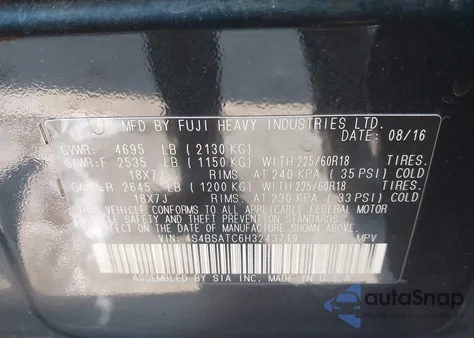 MFD BY FUJI HEAVY INDUSTRIES LTD.
DATE: 08/16
GVWR: 4695 LB (2130 KG)
GAWR:F 2535 LB (1150 KG) WITH 225/60R18 TIRES.
18X7J RIMS, AT 240 KPA (35 PSI) COLD
GAWR:R 2645 LB (1200 KG) WITH 225/60R18 TIRES.
18X7J RIMS, AT 230 KPA (33 PSI) COLD
THIS VEHICLE CONFORMS TO ALL APPLICABLE FEDERAL MOTOR
VEHICLE SAFETY AND THEFT PREVENTION STANDARDS IN
EFFECT ON THE DATE OF MANUFACTURE SHOWN ABOVE.
VIN: 4S4BSATC6H3243719 MPV
ASSEMBLED BY SIA INC. IN U.S.A.
autoSnap